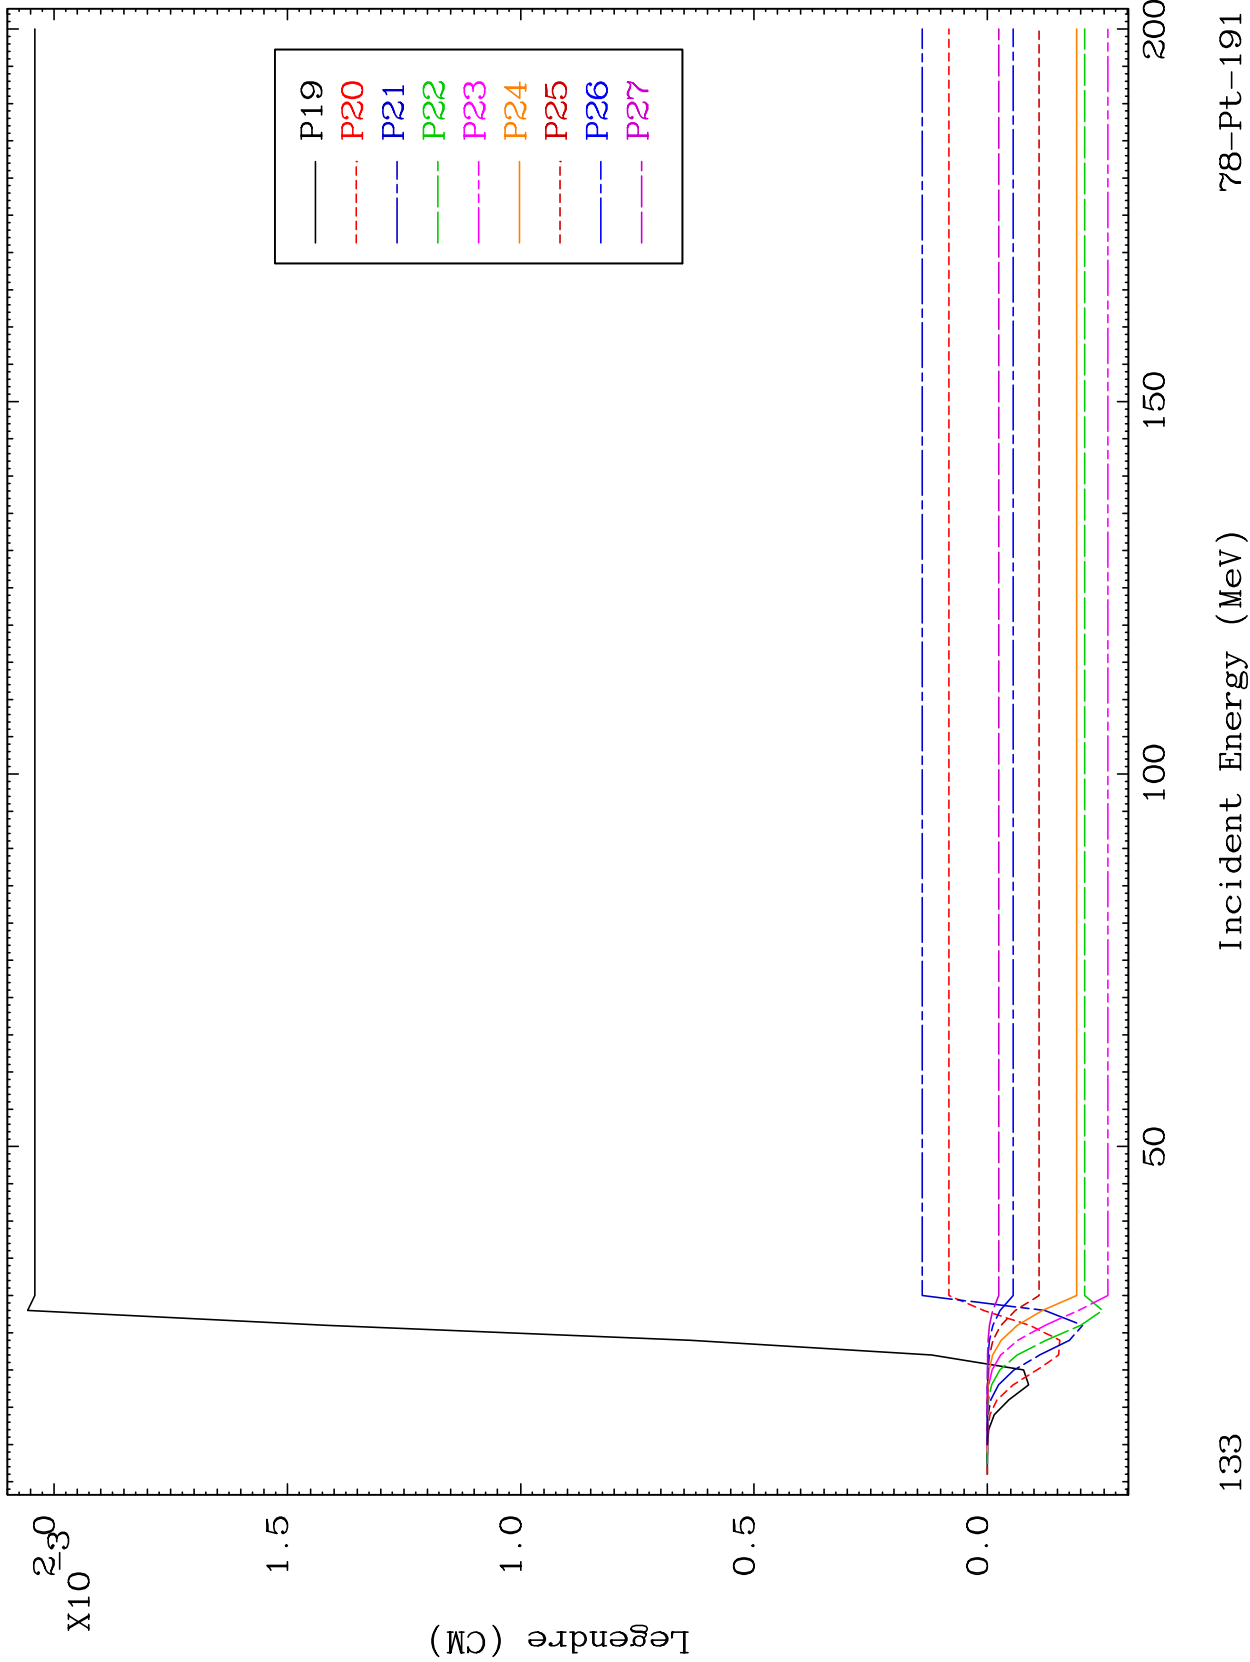 X10
-3
2.0
1.5
1.0
0.5
0.0
Legendre (CM)
P19
P20
P21
P22
P23
P24
P25
P26
P27
50
100
150
200
133
Incident Energy (MeV)
78-Pt-191